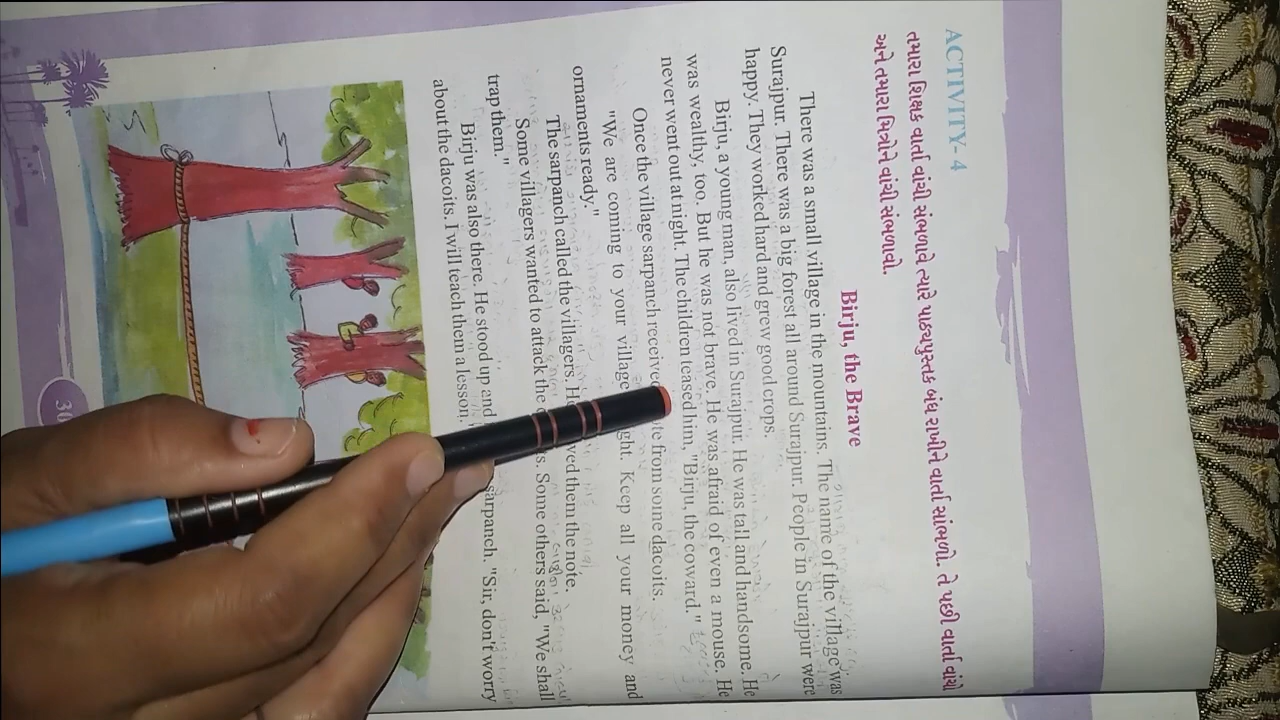 ACTIVITY-4
તમારા શિક્ષક વાર્તા વાંચી સંભળાવે ત્યારે પાઠ્યપુસ્તક બંધ રાખીને વાર્તા સાંભળો. તે પછી વાર્તા વાંચો
અને તમારા મિત્રોને વાંચી સંભળાવો.
Birju, the Brave
There was a small village in the mountains. The name of the village was
Surajpur. There was a big forest all around Surajpur. People in Surajpur were
happy. They worked hard and grew good crops.
Birju, a young man, also lived in Surajpur. He was tall and handsome. He
was wealthy, too. But he was not brave. He was afraid of even a mouse. He
never went out at night. The children teased him, "Birju, the coward."
Once the village sarpanch from some dacoits.
"We are coming to your village Keep all your money and
ornaments ready."
The sarpanch called the villagers. them the note.
Some villagers wanted to attack the Some others said, "We shall
trap them."
Birju was also there. He stood up and sarpanch. "Sir, don't worry
about the dacoits. I will teach them a lesson.
30